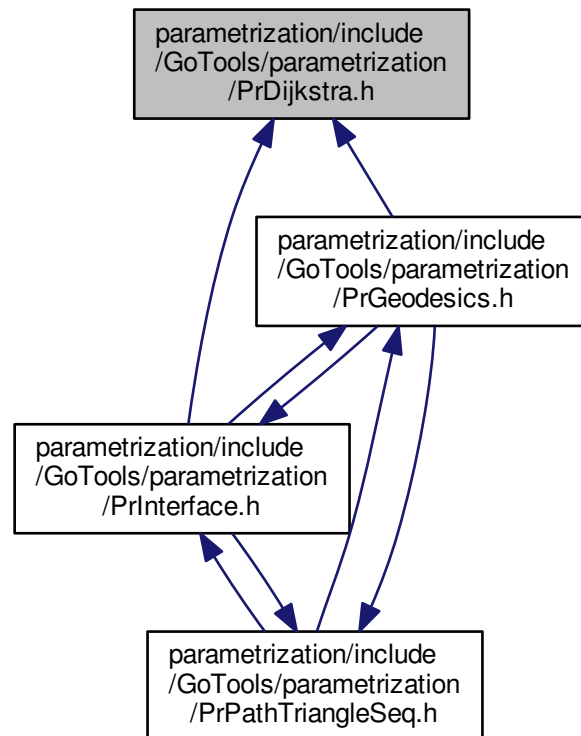 parametrization/include
/GoTools/parametrization
/PrDijkstra.h
parametrization/include
/GoTools/parametrization
/PrGeodesics.h
parametrization/include
/GoTools/parametrization
/PrInterface.h
parametrization/include
/GoTools/parametrization
/PrPathTriangleSeq.h